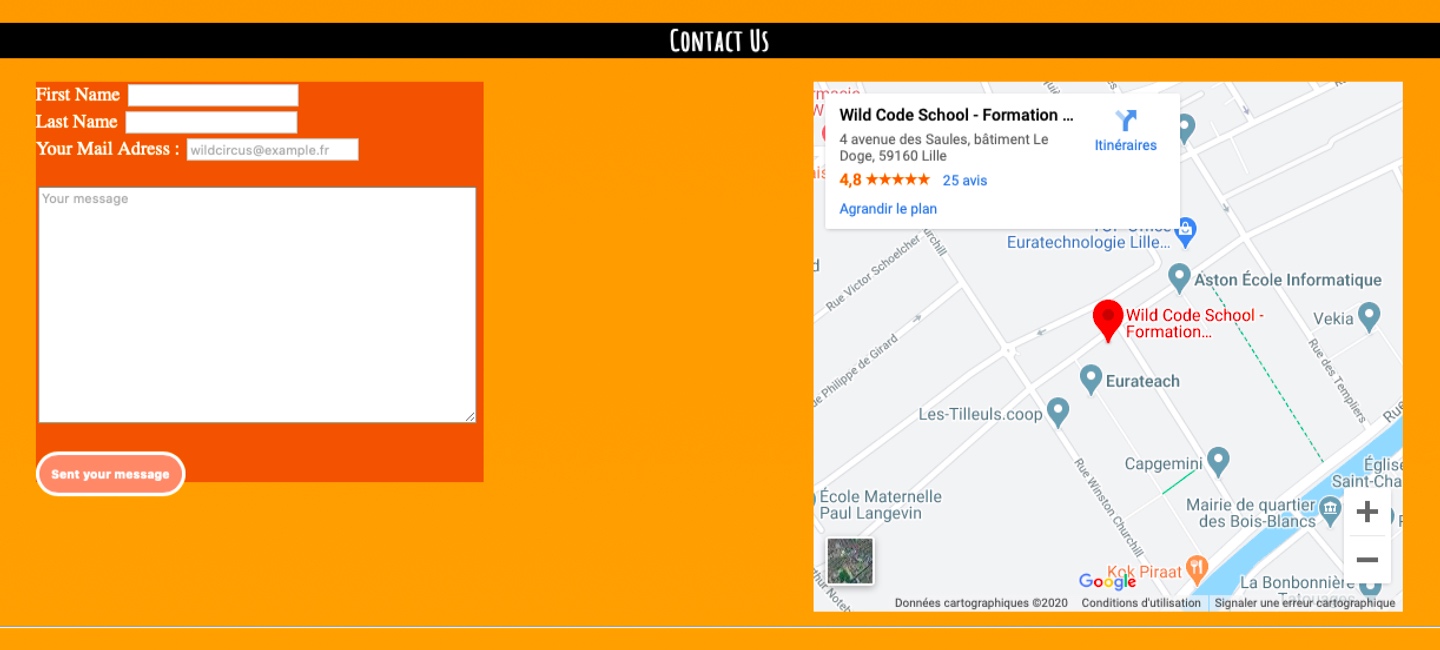 Contact Us
First Name
Last Name
Your Mail Adress :
wildcircus@example.fr
Your message
Sent your message
Wild Code School - Formation ...
4 avenue des Saules, bâtiment Le
Doge, 59160 Lille
4,8 ★★★★★ 25 avis
Agrandir le plan
Itinéraires
Euratechnologie Lille...
Rue Victor Schoelcher
Aston École Informatique
Wild Code School -
Formation...
Vekia
de Philippe de Girard
Rue des Templiers
Eurateach
Les-Tilleuls.coop
Rue
Capgemini
Rue Winston Churchill
École Maternelle
Paul Langevin
Église
Saint-Cha
Mairie de quartier
des Bois-Blancs
Kok Piraat
La Bonbonnière
Tatouages
Google
Données cartographiques ©2020
Conditions d'utilisation
Signaler une erreur cartographique